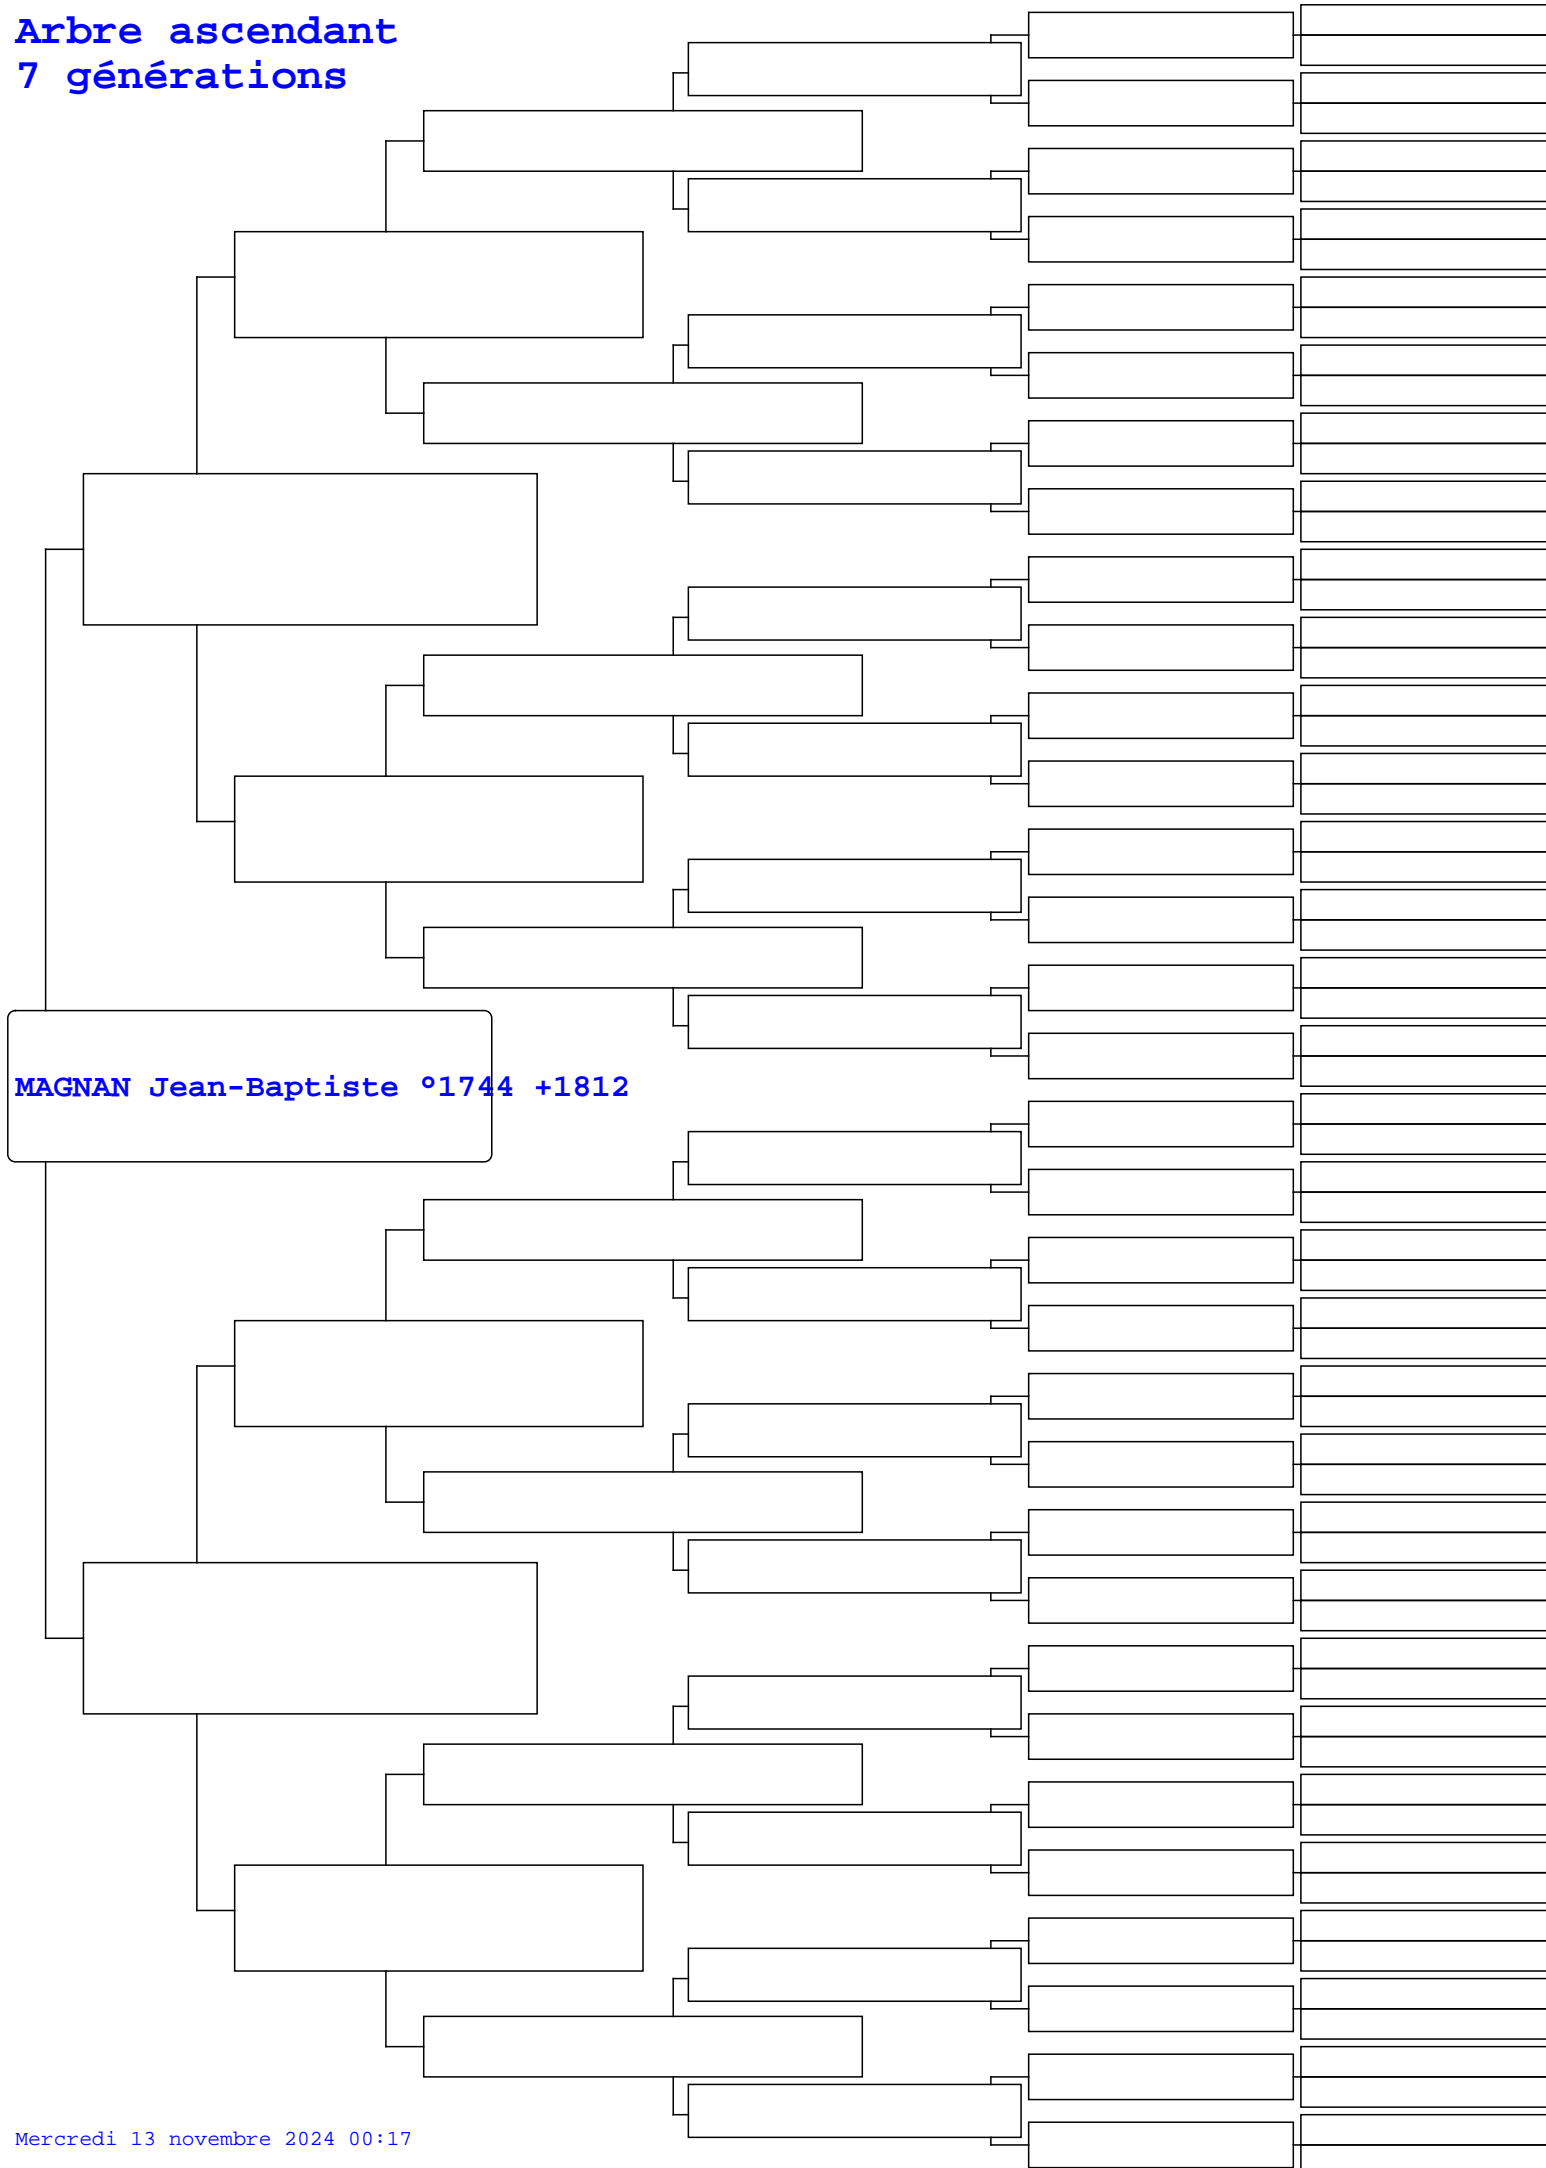 Arbre ascendant
7 générations
MAGNAN Jean-Baptiste °1744 +1812
Mercredi 13 novembre 2024 00:17